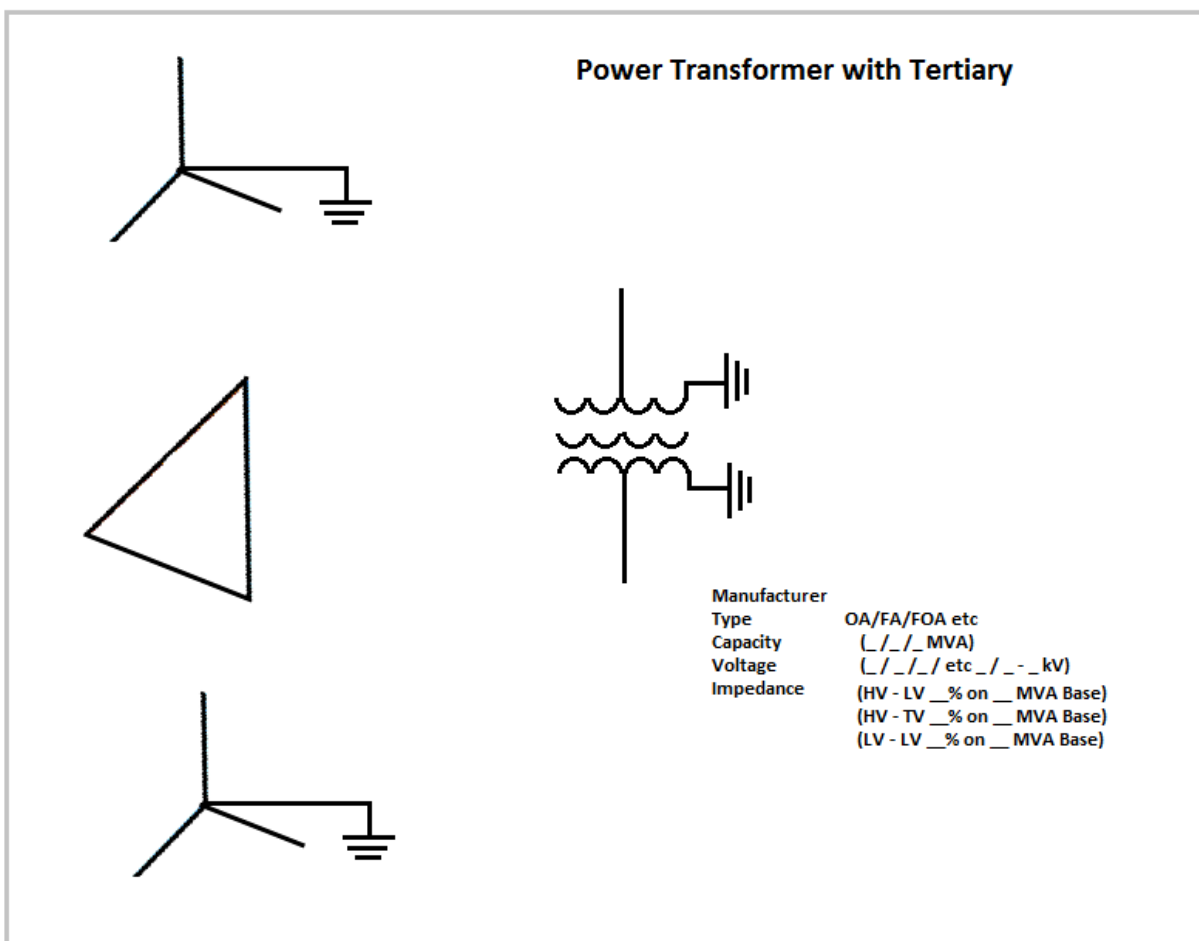 Power Transformer with Tertiary
Manufacturer
Type OA/FA/FOA etc
Capacity (_ /_ /_ MVA)
Voltage (_ /_ /_ / etc _ / _ - _ kV)
Impedance (HV - LV __% on __ MVA Base)
(HV - TV __% on __ MVA Base)
(LV - LV __% on __ MVA Base)